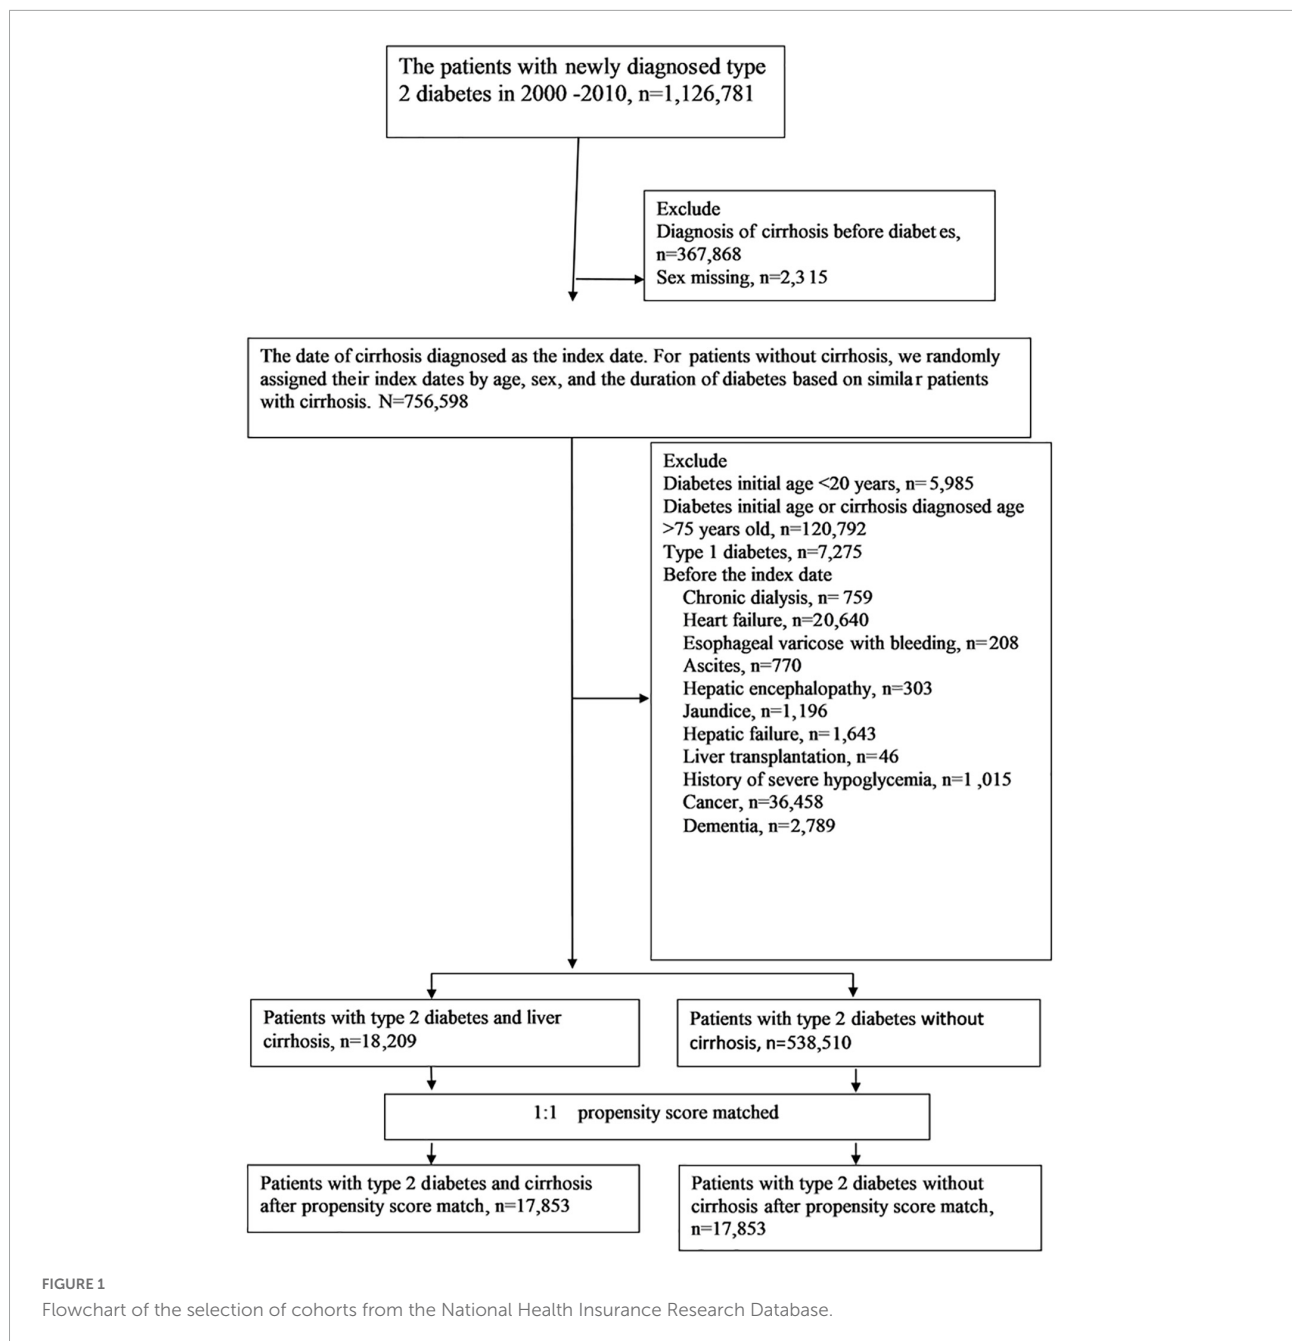 The patients with newly diagnosed type
2 diabetes in 2000 -2010, n=1,126,781
Exclude
Diagnosis of cirrhosis before diabet es,
n=367,868
Sex missing, n=2,3 15
The date of cirrhosis diagnosed as the index date. For patients without cirrhosis, we randomly
assigned their index dates by age, sex, and the duration of diabetes based on similar patients
with cirrhosis. N=756,598
Exclude
Diabetes initial age <20 years, n=5,985
Diabetes initial age or cirrhosis diagnosed age
>75 years old, n=120,792
Type 1 diabetes, n=7,275
Before the index date
Chronic dialysis, n=759
Heart failure, n=20,640
Esophageal varicose with bleeding, n=208
Ascites, n=770
Hepatic encephalopathy, n=303
Jaundice, n=1,196
Hepatic failure, n=1,643
Liver transplantation, n=46
History of severe hypoglycemia, n=1 ,015
Cancer, n=36,458
Dementia, n=2,789
Patients with type 2 diabetes and liver
cirrhosis, n=18,209
Patients with type 2 diabetes without
cirrhosis, n=538,510
1:1 propensity score matched
Patients with type 2 diabetes and cirrhosis
after propensity score match, n=17,853
Patients with type 2 diabetes without
cirrhosis after propensity score match,
n=17,853
FIGURE 1
Flowchart of the selection of cohorts from the National Health Insurance Research Database.